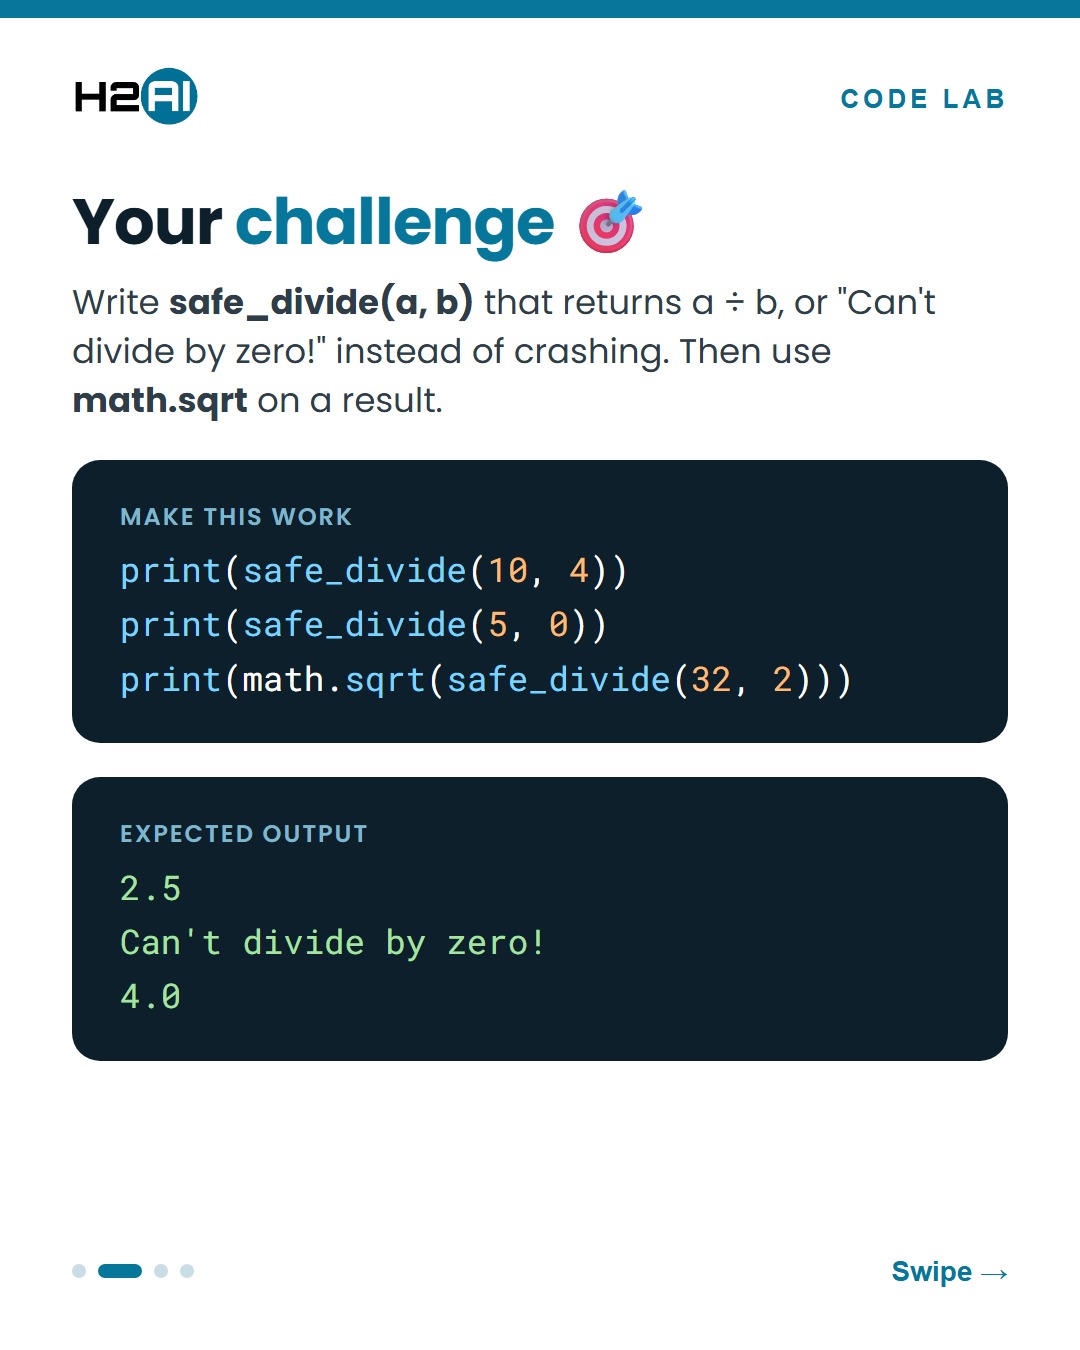 H2AI
CODE LAB
Your challenge
Write safe_divide(a, b) that returns a ÷ b, or "Can't
divide by zero!" instead of crashing. Then use
math.sqrt on a result.
MAKE THIS WORK
print(safe_divide(10, 4))
print(safe_divide(5, 0))
print(math.sqrt(safe_divide(32, 2)))
EXPECTED OUTPUT
2.5
Can't divide by zero!
4.0
Swipe →